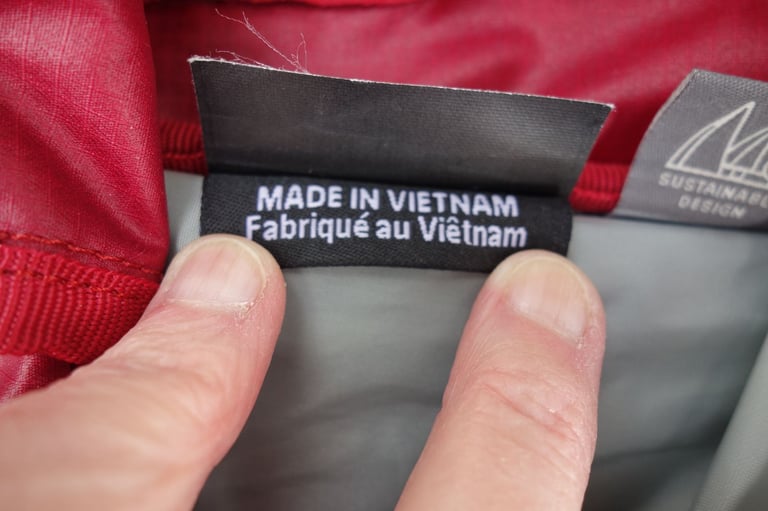 MADE IN VIETNAM
Fabriqué au Viêtnam
SUSTAINABLE
DESIGN